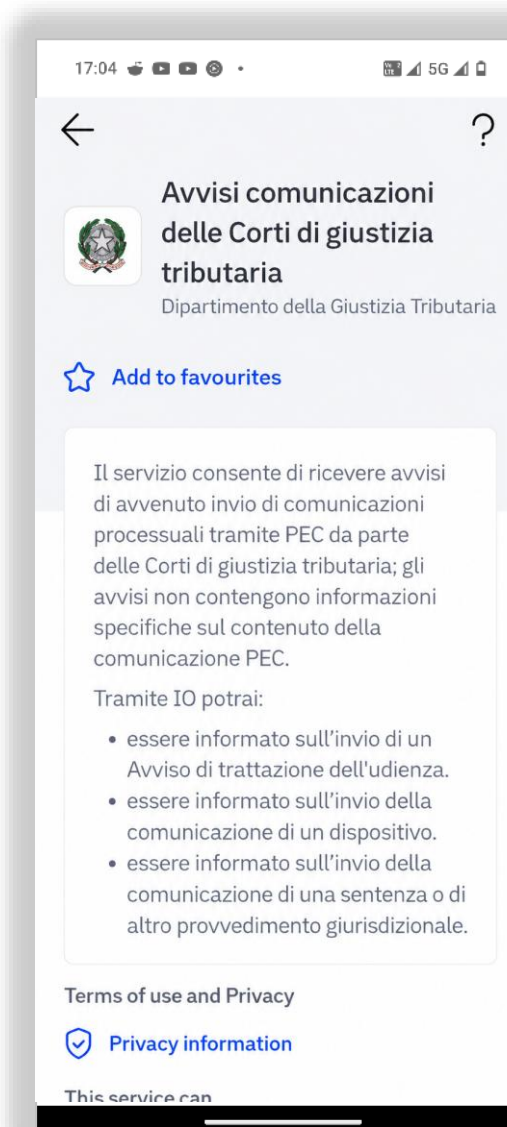 17:04
5G
?
Avvisi comunicazioni
delle Corti di giustizia
tributaria
Dipartimento della Giustizia Tributaria
Add to favourites
Il servizio consente di ricevere avvisi
di avvenuto invio di comunicazioni
processuali tramite PEC da parte
delle Corti di giustizia tributaria; gli
avvisi non contengono informazioni
specifiche sul contenuto della
comunicazione PEC.
Tramite IO potrai:
• essere informato sull'invio di un
Avviso di trattazione dell'udienza.
• essere informato sull'invio della
comunicazione di un dispositivo.
• essere informato sull'invio della
comunicazione di una sentenza o di
altro provvedimento giurisdizionale.
Terms of use and Privacy
Privacy information
This service can